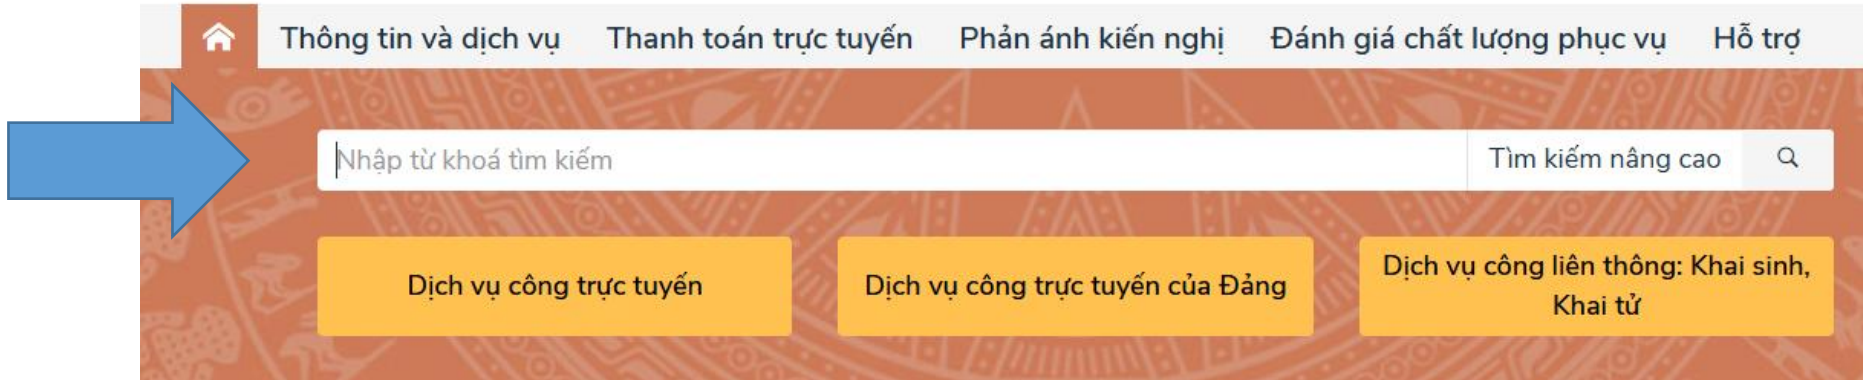 Thông tin và dịch vụ Thanh toán trực tuyến Phản ánh kiến nghị Đánh giá chất lượng phục vụ Hỗ trợ
Nhập từ khoá tìm kiếm Tìm kiếm nâng cao
Dịch vụ công trực tuyến
Dịch vụ công trực tuyến của Đảng
Dịch vụ công liên thông: Khai sinh,
Khai tử